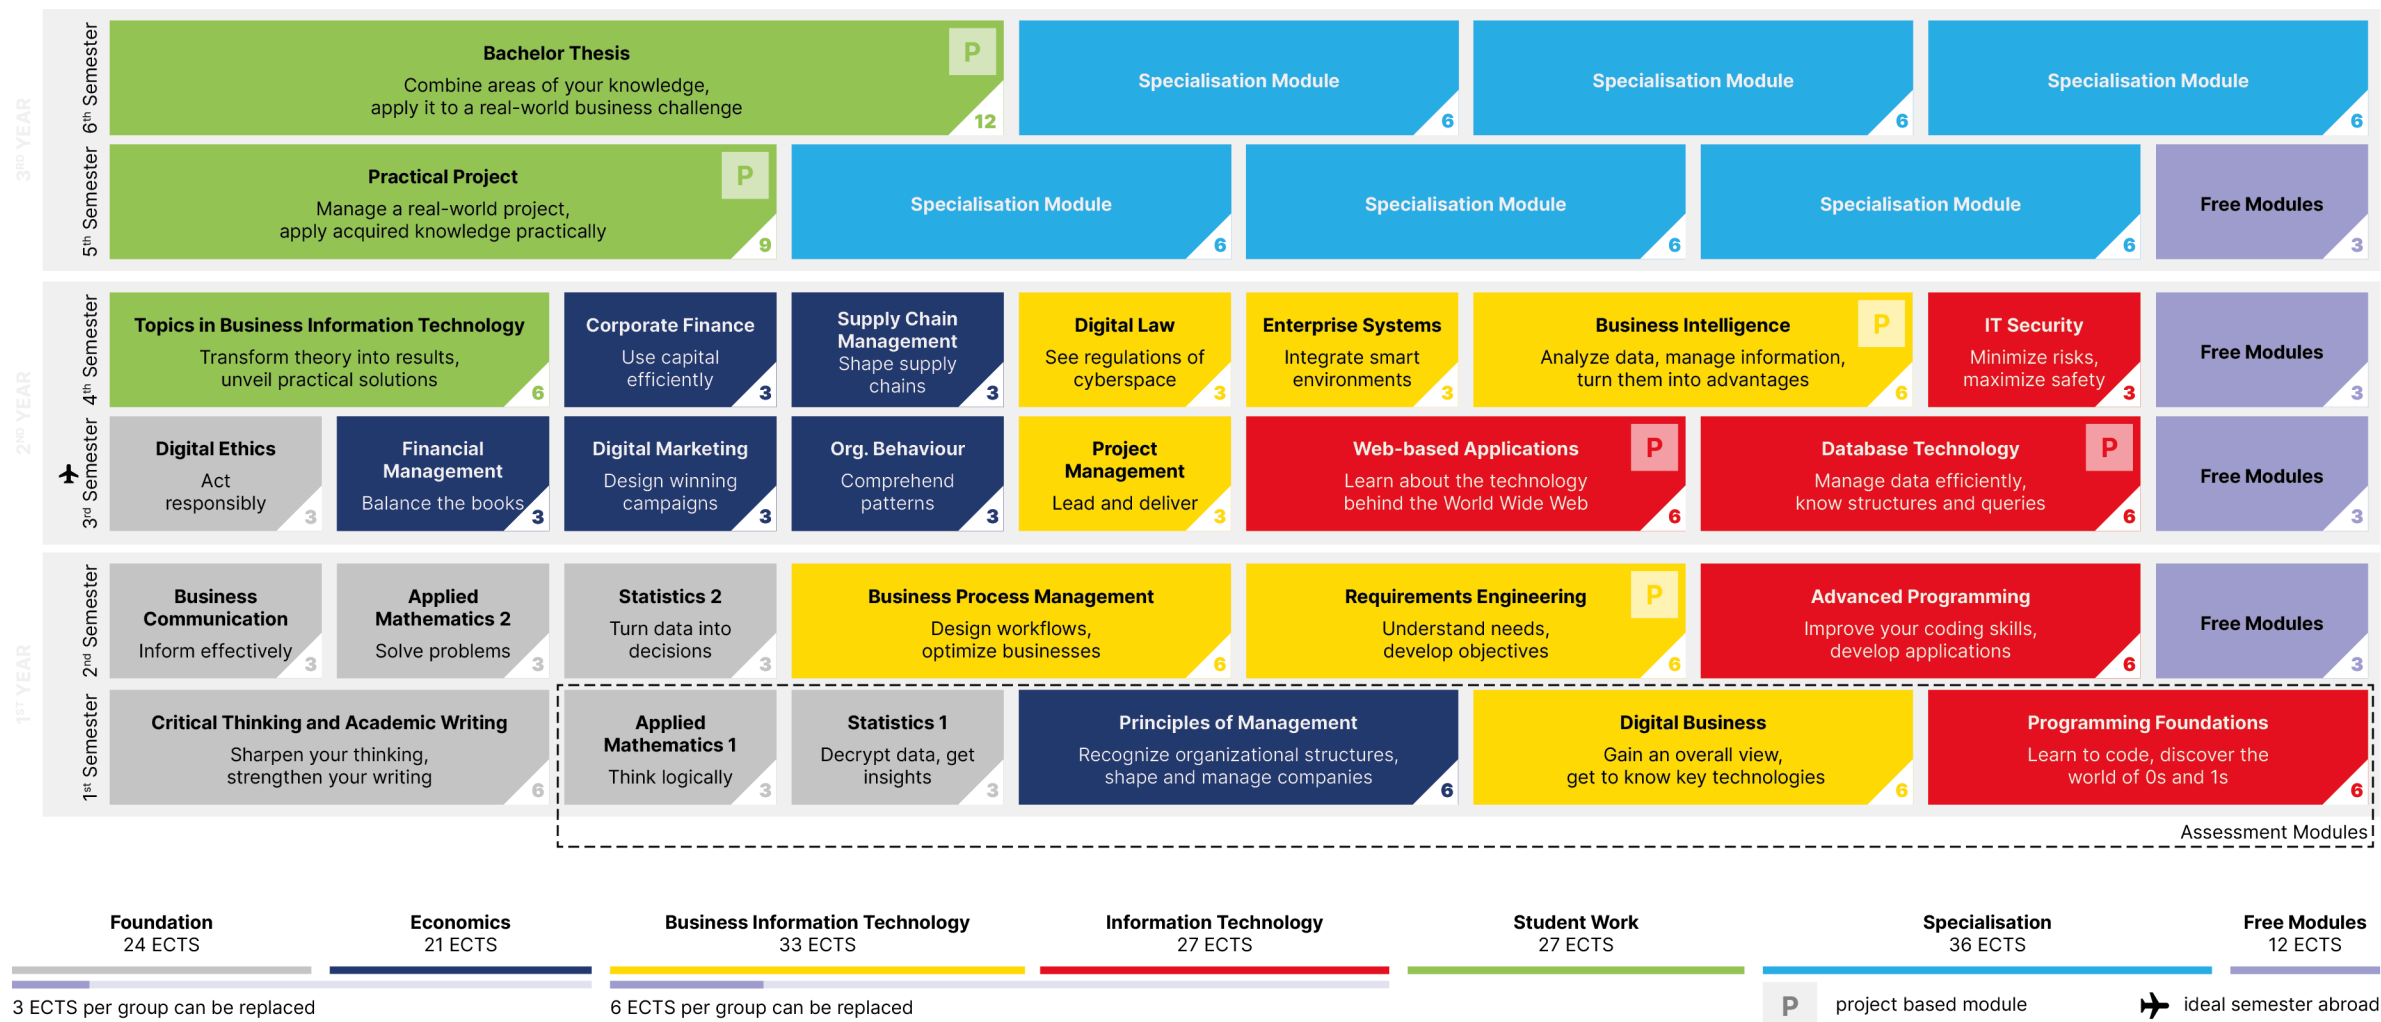 3RD YEAR
6th Semester
Bachelor Thesis
Combine areas of your knowledge,
apply it to a real-world business challenge
P
12
Specialisation Module
6
Specialisation Module
6
Specialisation Module
6
5th Semester
Practical Project
Manage a real-world project,
apply acquired knowledge practically
P
9
Specialisation Module
6
Specialisation Module
6
Specialisation Module
6
Free Modules
3
2ND YEAR
4th Semester
Topics in Business Information Technology
Transform theory into results,
unveil practical solutions
6
Corporate Finance
Use capital
efficiently
3
Supply Chain
Management
Shape supply
chains
3
Digital Law
See regulations of
cyberspace
3
Enterprise Systems
Integrate smart
environments
3
Business Intelligence
Analyze data, manage information,
turn them into advantages
P
6
IT Security
Minimize risks,
maximize safety
3
Free Modules
3
3rd Semester
Digital Ethics
Act
responsibly
3
Financial
Management
Balance the books
3
Digital Marketing
Design winning
campaigns
3
Org. Behaviour
Comprehend
patterns
3
Project
Management
Lead and deliver
3
Web-based Applications
Learn about the technology
behind the World Wide Web
P
6
Database Technology
Manage data efficiently,
know structures and queries
P
6
Free Modules
3
1ST YEAR
2nd Semester
Business
Communication
Inform effectively
3
Applied
Mathematics 2
Solve problems
3
Statistics 2
Turn data into
decisions
3
Business Process Management
Design workflows,
optimize businesses
6
Requirements Engineering
Understand needs,
develop objectives
P
6
Advanced Programming
Improve your coding skills,
develop applications
6
Free Modules
3
1st Semester
Critical Thinking and Academic Writing
Sharpen your thinking,
strengthen your writing
6
Applied
Mathematics 1
Think logically
3
Statistics 1
Decrypt data, get
insights
3
Principles of Management
Recognize organizational structures,
shape and manage companies
6
Digital Business
Gain an overall view,
get to know key technologies
6
Programming Foundations
Learn to code, discover the
world of 0s and 1s
6
Assessment Modules
Foundation
24 ECTS
Economics
21 ECTS
Business Information Technology
33 ECTS
Information Technology
27 ECTS
Student Work
27 ECTS
Specialisation
36 ECTS
Free Modules
12 ECTS
3 ECTS per group can be replaced
6 ECTS per group can be replaced
P project based module
ideal semester abroad